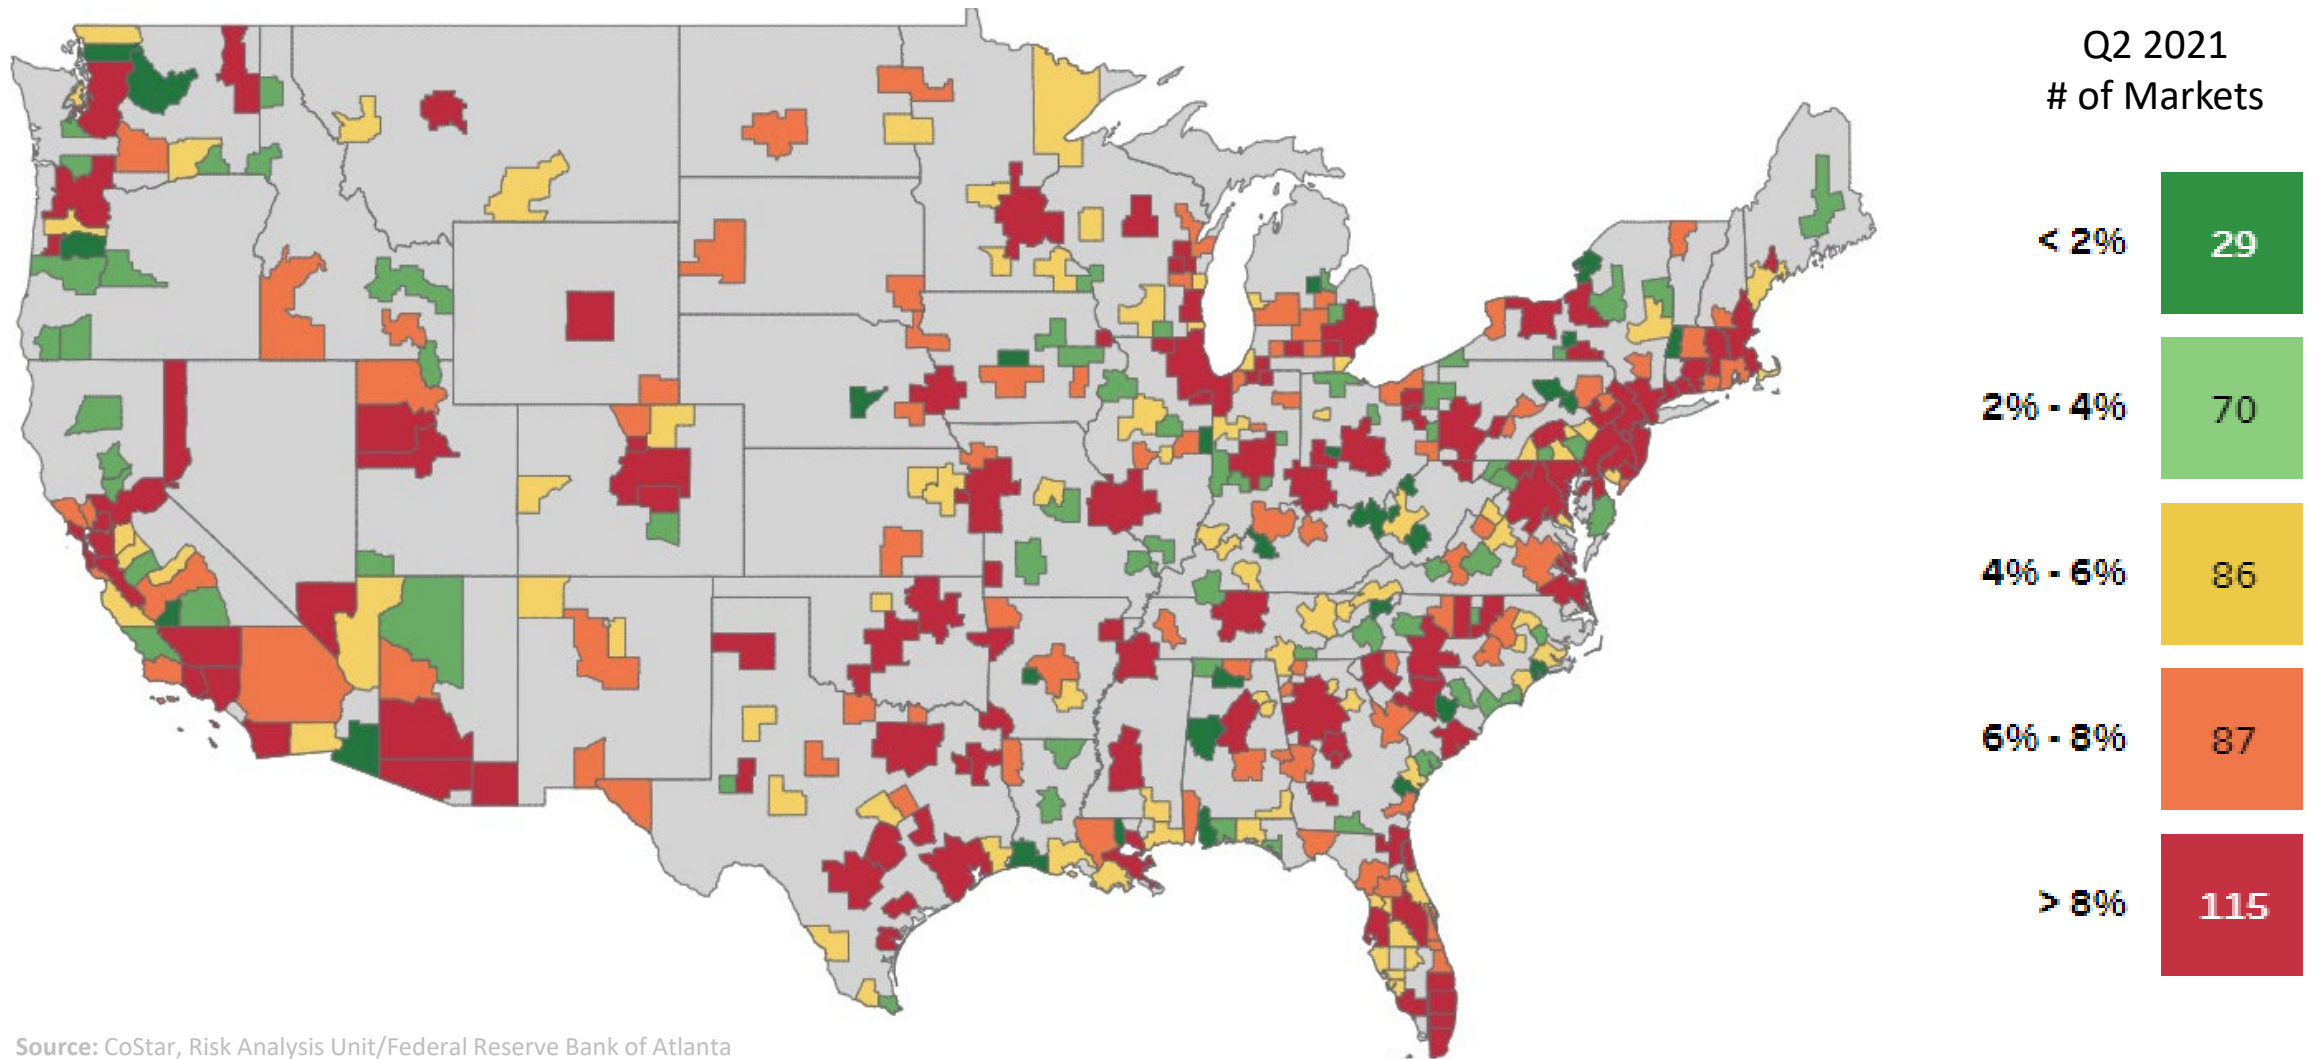 Q2 2021
# of Markets
< 2% 29
2% - 4% 70
4% - 6% 86
6% - 8% 87
> 8% 115
Source: CoStar, Risk Analysis Unit/Federal Reserve Bank of Atlanta